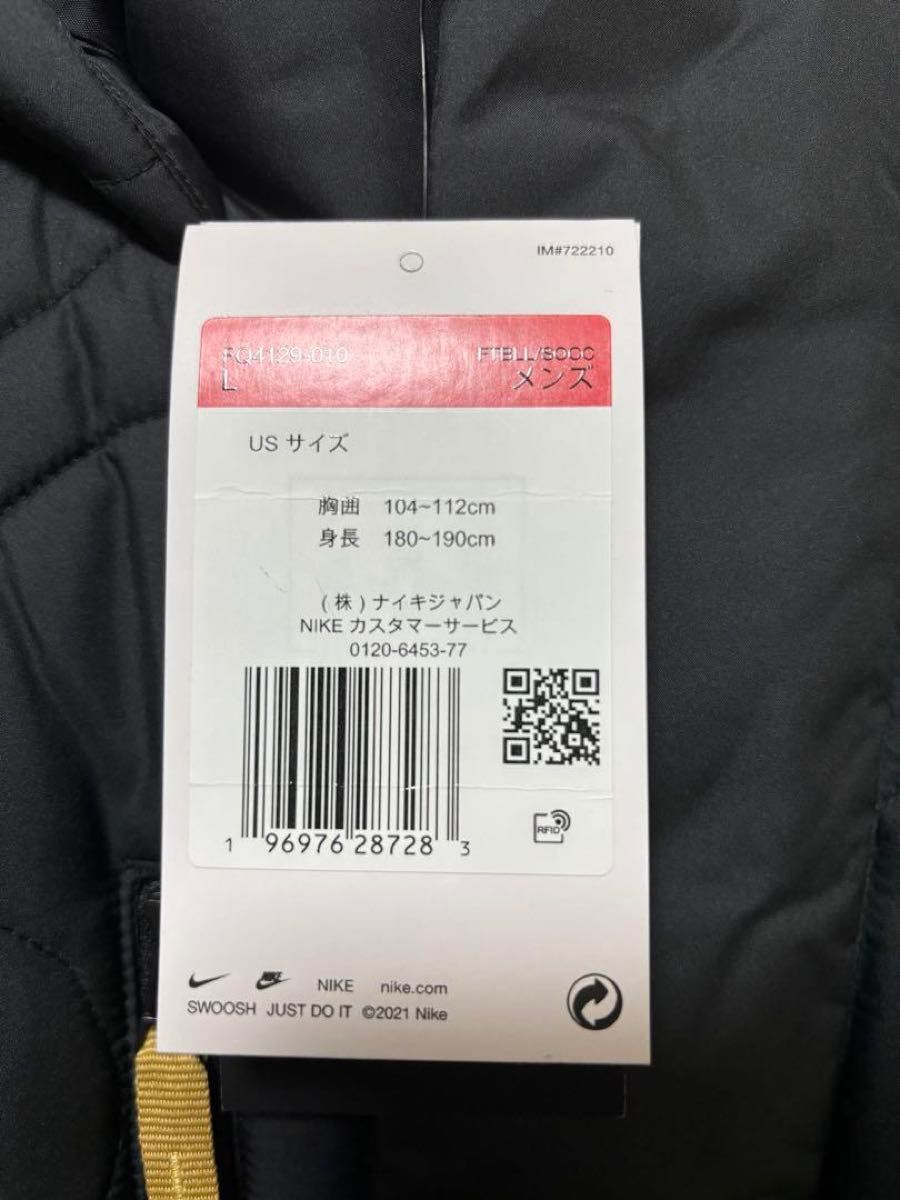 IM#722210
FQ4129-010 FTBLL/SOCC
L メンズ
US サイズ
胸囲 104~112cm
身長 180~190cm
(株)ナイキジャパン
NIKE カスタマーサービス
0120-6453-77
1 96976 28728 3
RFID
NIKE nike.com
SWOOSH JUST DO IT ©2021 Nike